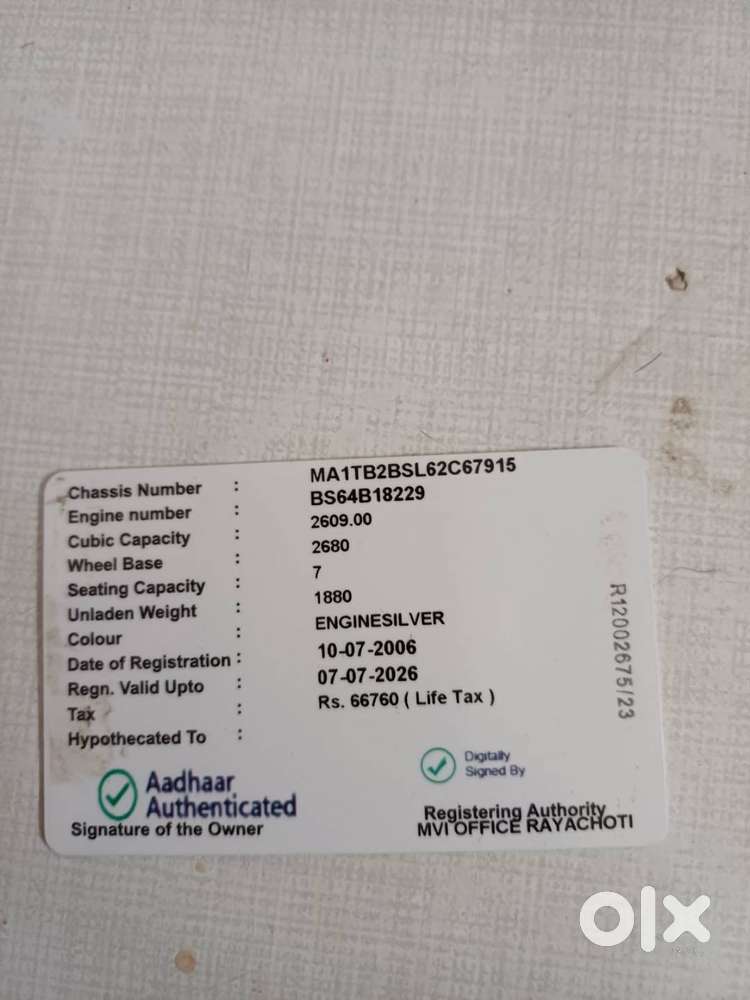 Chassis Number : MA1TB2BSL62C67915
Engine number : BS64B18229
Cubic Capacity : 2609.00
Wheel Base : 2680
Seating Capacity : 7
Unladen Weight : 1880
Colour : ENGINESILVER
Date of Registration : 10-07-2006
Regn. Valid Upto : 07-07-2026
Tax : Rs. 66760 ( Life Tax )
Hypothecated To :
R12002675/23
Aadhaar
Authenticated
Signature of the Owner
Digitally
Signed By
Registering Authority
MVI OFFICE RAYACHOTI
olx